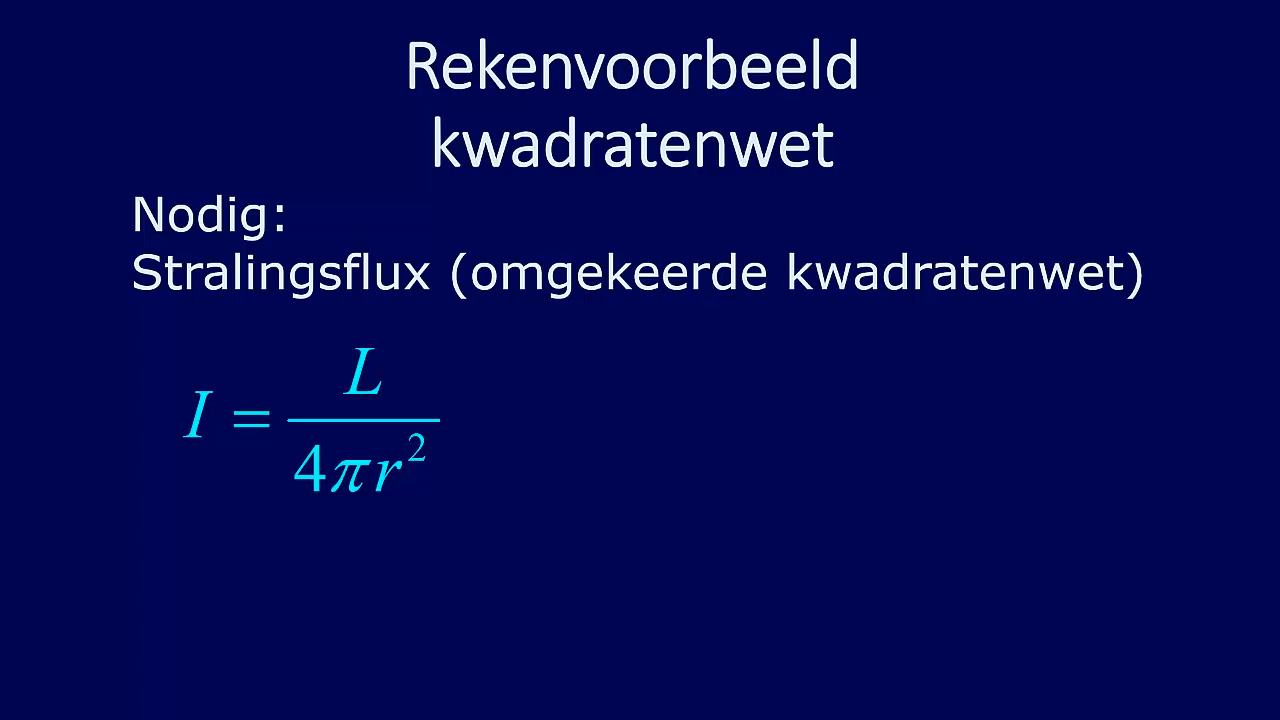 Rekenvoorbeeld
kwadratenwet
Nodig:
Stralingsflux (omgekeerde kwadratenwet)
I = L / 4πr²